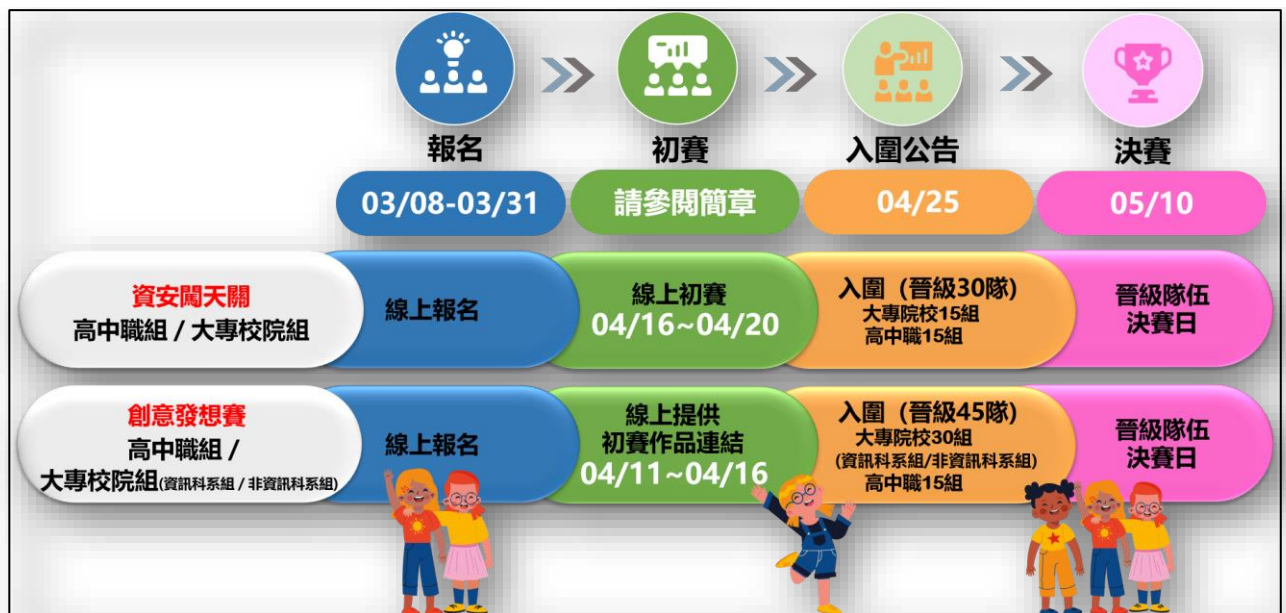 報名
初賽
入圍公告
決賽
03/08-03/31
請參閱簡章
04/25
05/10
資安闖天關
高中職組 / 大專校院組
線上報名
線上初賽
04/16~04/20
入圍（晉級30隊）
大專院校15組
高中職15組
晉級隊伍
決賽日
創意發想賽
高中職組 /
大專校院組(資訊科系組 / 非資訊科系組)
線上報名
線上提供
初賽作品連結
04/11~04/16
入圍（晉級45隊）
大專院校30組
(資訊科系組/非資訊科系組)
高中職15組
晉級隊伍
決賽日